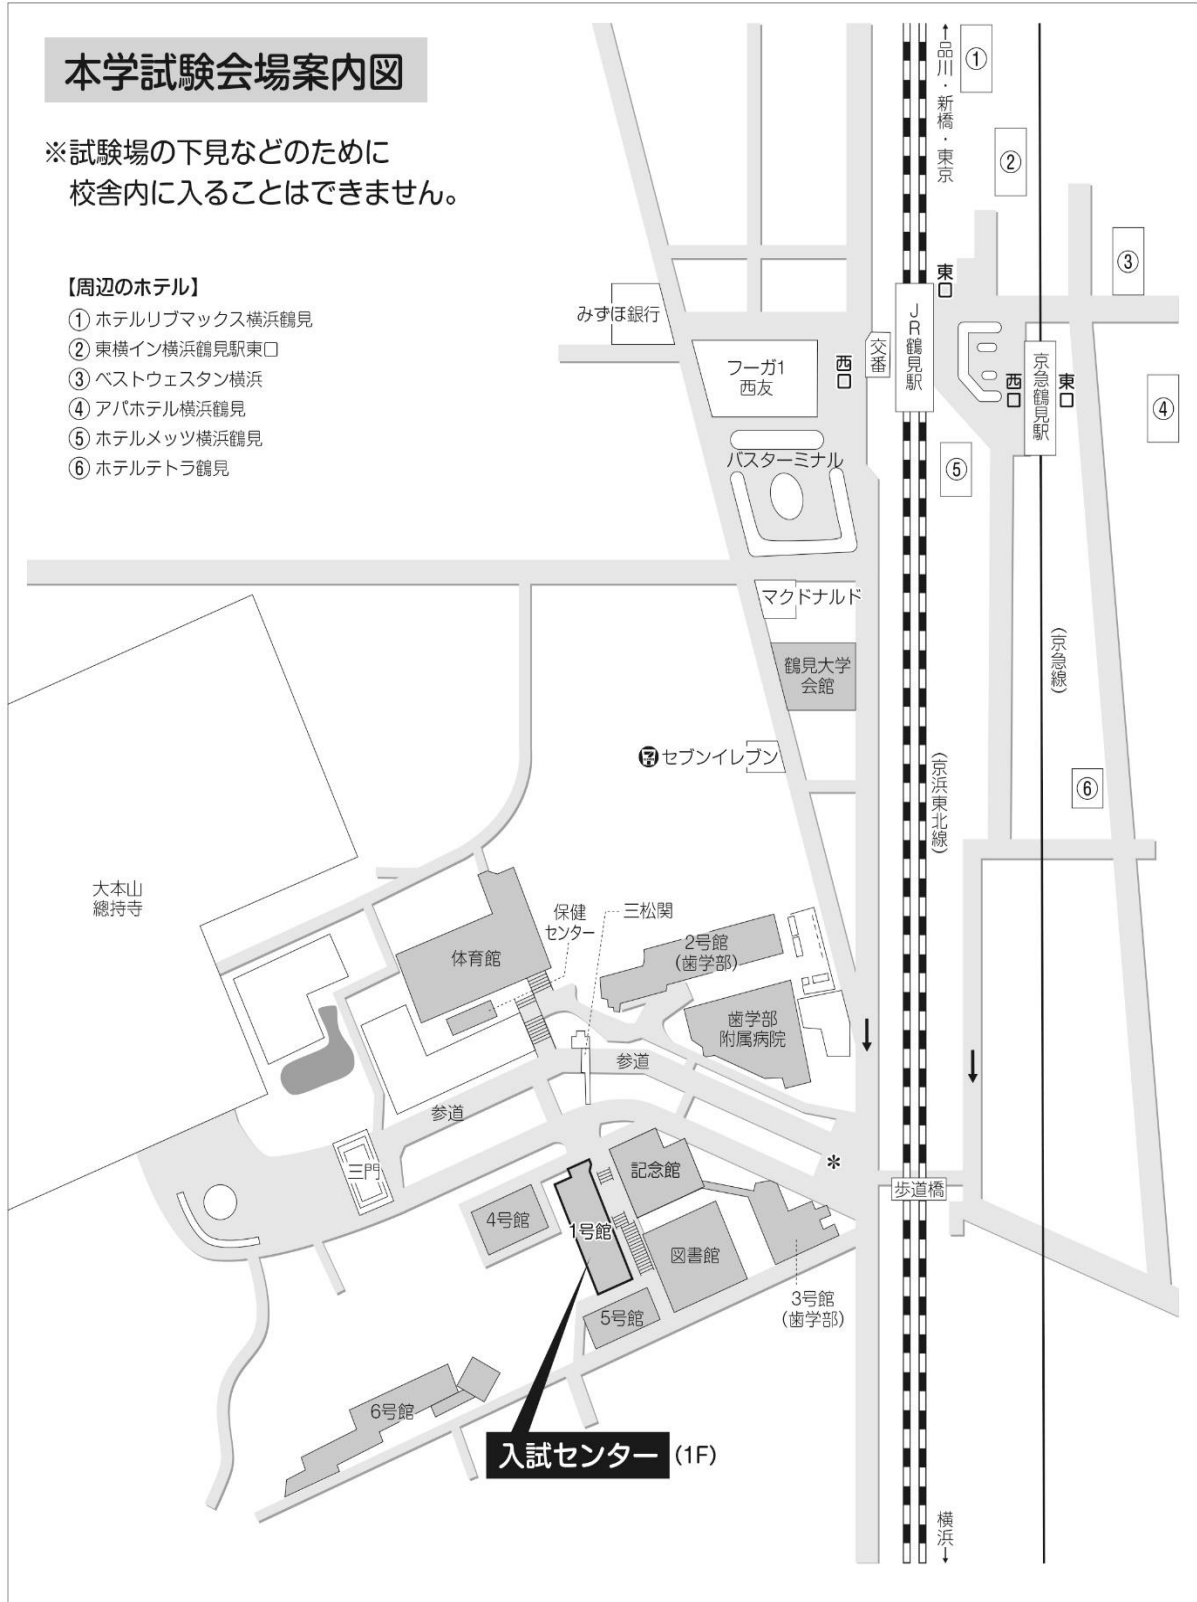 本学試験会場案内図
※試験場の下見などのために
校舎内に入ることはできません。
【周辺のホテル】
① ホテルリブマックス横浜鶴見
② 東横イン横浜鶴見駅東口
③ ベストウェスタン横浜
④ アパホテル横浜鶴見
⑤ ホテルメッツ横浜鶴見
⑥ ホテルテトラ鶴見
←品川・新橋・東京
①
②
③
東口
みずほ銀行
フーガ1
西友
西口
交番
JR鶴見駅
西口
京急鶴見駅
東口
④
バスターミナル
⑤
マクドナルド
鶴見大学
会館
(京急線)
セブンイレブン
(京浜東北線)
⑥
大本山
總持寺
保健
センター
三松関
体育館
2号館
(歯学部)
歯学部
附属病院
参道
参道
三門
記念館
*
歩道橋
4号館
1号館
図書館
3号館
(歯学部)
5号館
6号館
入試センター (1F)
横浜→